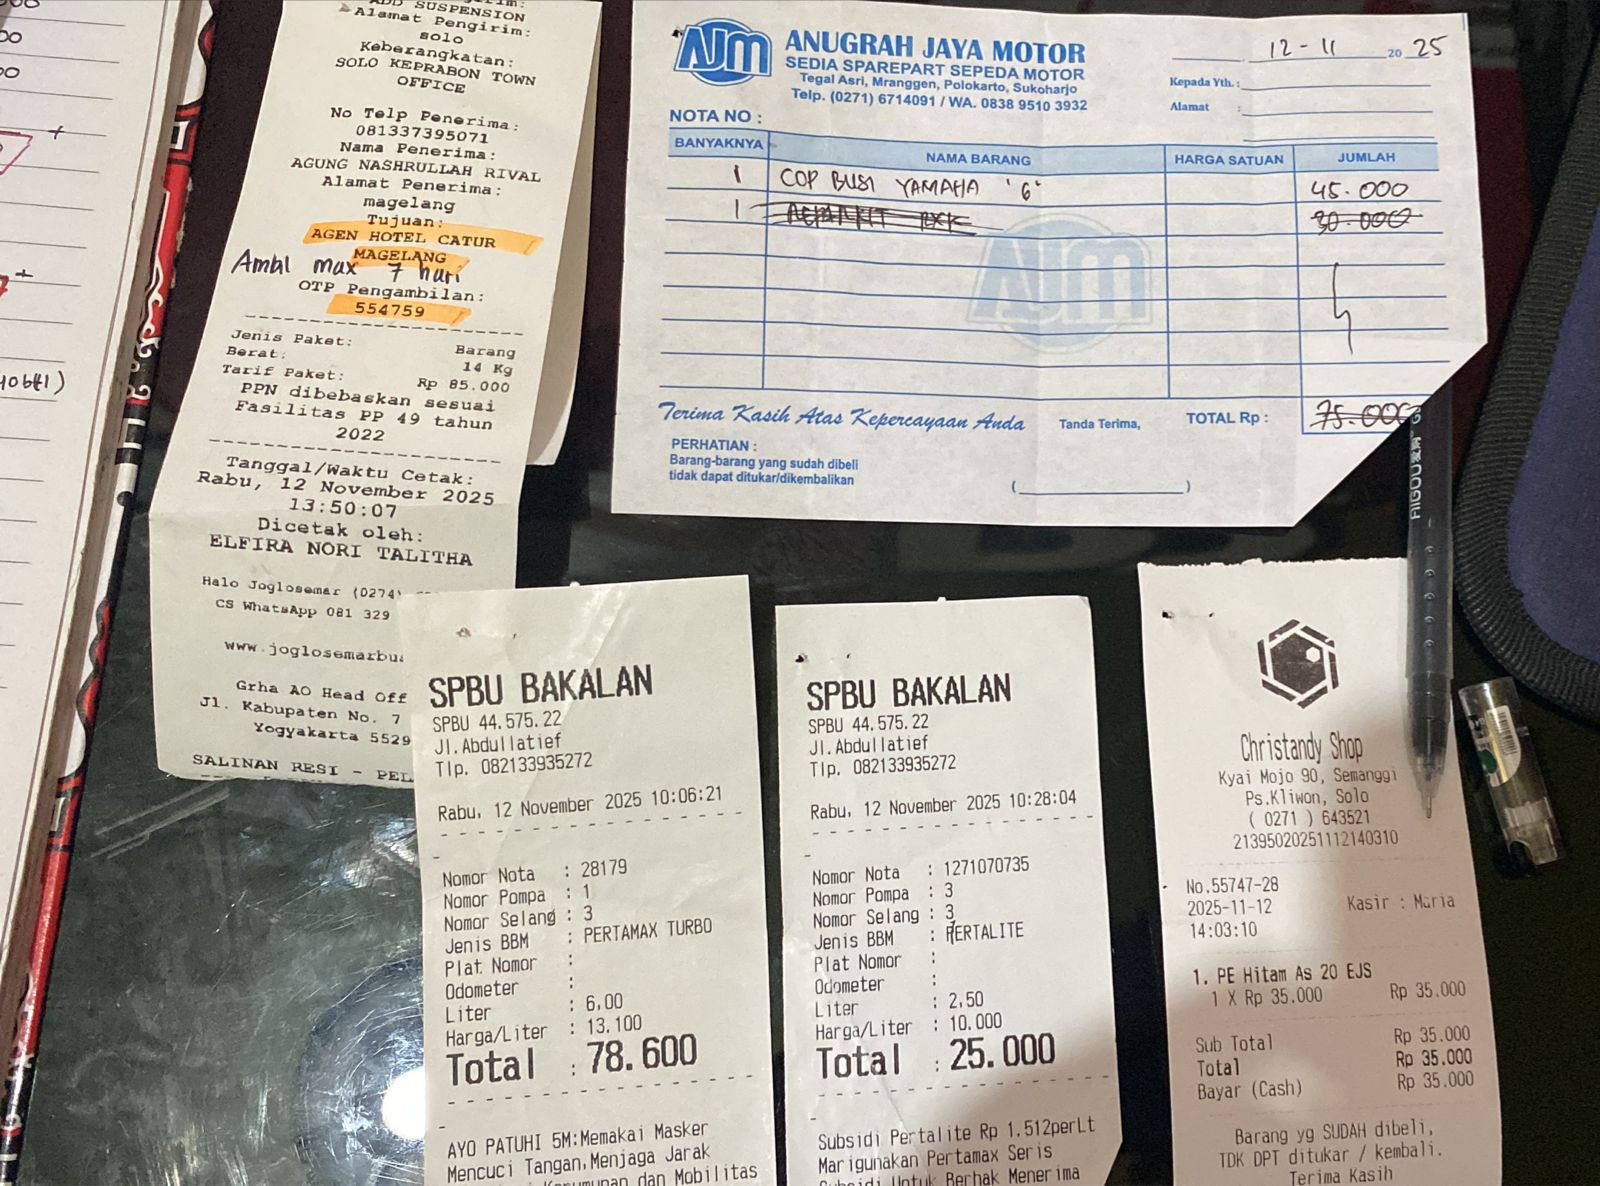 ADD SUSPENSION
Alamat Pengirim:
solo
Keberangkatan:
SOLO KEPRABON TOWN
OFFICE
No Telp Penerima:
081337395071
Nama Penerima:
AGUNG NASHRULLAH RIVAL
Alamat Penerima:
magelang
Tujuan:
AGEN HOTEL CATUR
MAGELANG
Ambil max 7 hari
OTP Pengambilan:
554759
Jenis Paket: Barang
Berat: 14 Kg
Tarif Paket: Rp 85.000
PPN dibebaskan sesuai
Fasilitas PP 49 tahun
2022
Tanggal/Waktu Cetak:
Rabu, 12 November 2025
13:50:07
Dicetak oleh:
ELFIRA NORI TALITHA
Halo Joglosemar (0274)
CS WhatsApp 081 329
www.joglosemarbu
Grha AO Head Off
Jl. Kabupaten No. 7
Yogyakarta 5529
SALINAN RESI - PEL
AJM
ANUGRAH JAYA MOTOR
SEDIA SPAREPART SEPEDA MOTOR
Tegal Asri, Mranggen, Polokarto, Sukoharjo
Telp. (0271) 6714091 / WA. 0838 9510 3932
12-11 2025
Kepada Yth. :
Alamat :
NOTA NO :
BANYAKNYA NAMA BARANG HARGA SATUAN JUMLAH
1 COP BUSI YAMAHA "G" 45.000
1 30.000
AJM
Terima Kasih Atas Kepercayaan Anda
Tanda Terima,
TOTAL Rp : 75.000
PERHATIAN :
Barang-barang yang sudah dibeli
tidak dapat ditukar/dikembalikan
( )
SPBU BAKALAN
SPBU 44.575.22
Jl.Abdullatief
Tlp. 082133935272
Rabu, 12 November 2025 10:06:21
Nomor Nota : 28179
Nomor Pompa : 1
Nomor Selang : 3
Jenis BBM : PERTAMAX TURBO
Plat Nomor :
Odometer :
Liter : 6,00
Harga/Liter : 13.100
Total : 78.600
AYO PATUHI 5M:Memakai Masker
Mencuci Tangan,Menjaga Jarak
dan Mobilitas
SPBU BAKALAN
SPBU 44.575.22
Jl.Abdullatief
Tlp. 082133935272
Rabu, 12 November 2025 10:28:04
Nomor Nota : 1271070735
Nomor Pompa : 3
Nomor Selang : 3
Jenis BBM : PERTALITE
Plat Nomor :
Odometer :
Liter : 2,50
Harga/Liter : 10.000
Total : 25.000
Subsidi Pertalite Rp 1.512perLt
Marigunakan Pertamax Seris
Subsidi Untuk Berhak Menerima
Christandy Shop
Kyai Mojo 90, Semanggi
Ps.Kliwon, Solo
( 0271 ) 643521
21395020251112140310
No.55747-28
2025-11-12 Kasir : Maria
14:03:10
1. PE Hitam As 20 EJS
1 X Rp 35.000 Rp 35.000
Sub Total Rp 35.000
Total Rp 35.000
Bayar (Cash) Rp 35.000
Barang yg SUDAH dibeli,
TDK DPT ditukar / kembali.
Terima Kasih